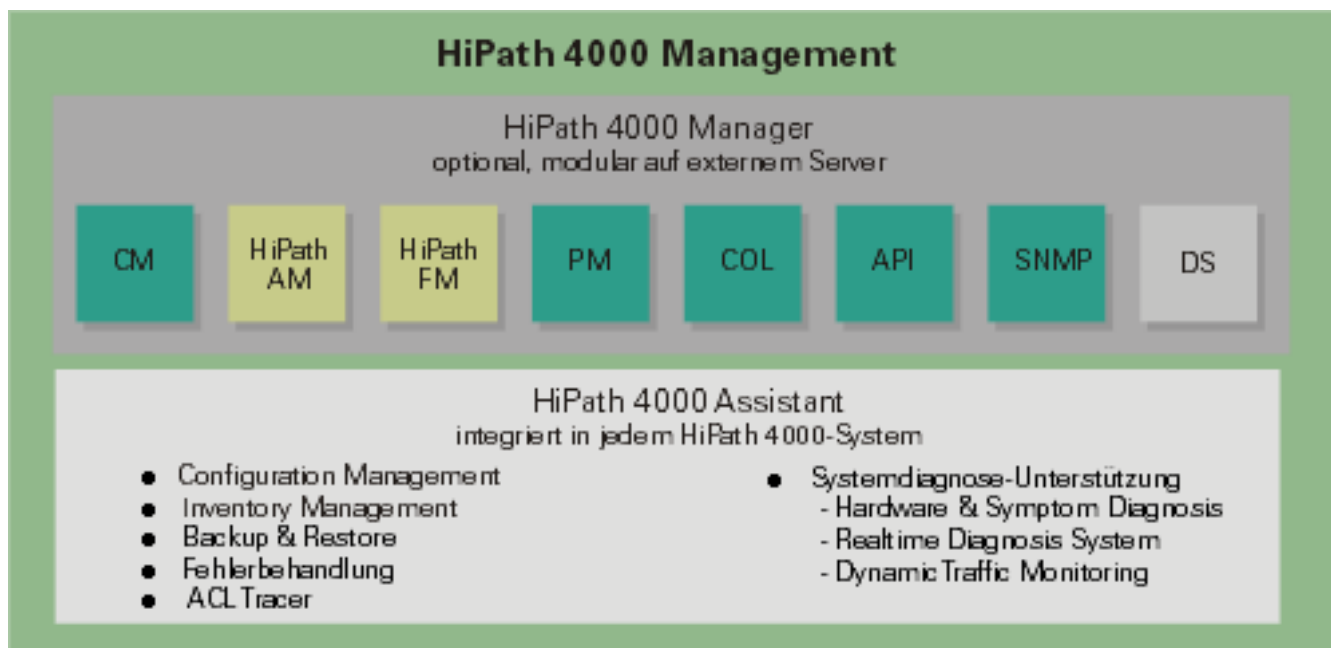 HiPath 4000 Management
HiPath 4000 Manager
optional, modular auf externem Server
CM
HiPath
AM
HiPath
FM
PM
COL
API
SNMP
DS
HiPath 4000 Assistant
integriert in jedem HiPath 4000-System
● Configuration Management
● Inventory Management
● Backup & Restore
● Fehlerbehandlung
● ACL Tracer
● Systemdiagnose-Unterstützung
- Hardware & Symptom Diagnosis
- Realtime Diagnosis System
- Dynamic Traffic Monitoring